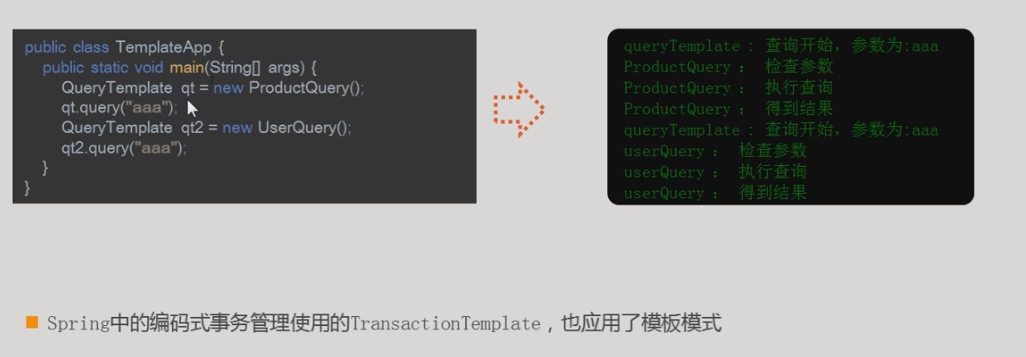 public class TemplateApp {
public static void main(String[] args) {
QueryTemplate qt = new ProductQuery();
qt.query("aaa");
QueryTemplate qt2 = new UserQuery();
qt2.query("aaa");
}
}
queryTemplate : 查询开始，参数为:aaa
ProductQuery : 检查参数
ProductQuery : 执行查询
ProductQuery : 得到结果
queryTemplate : 查询开始，参数为:aaa
userQuery : 检查参数
userQuery : 执行查询
userQuery : 得到结果
Spring中的编码式事务管理使用的TransactionTemplate，也应用了模板模式